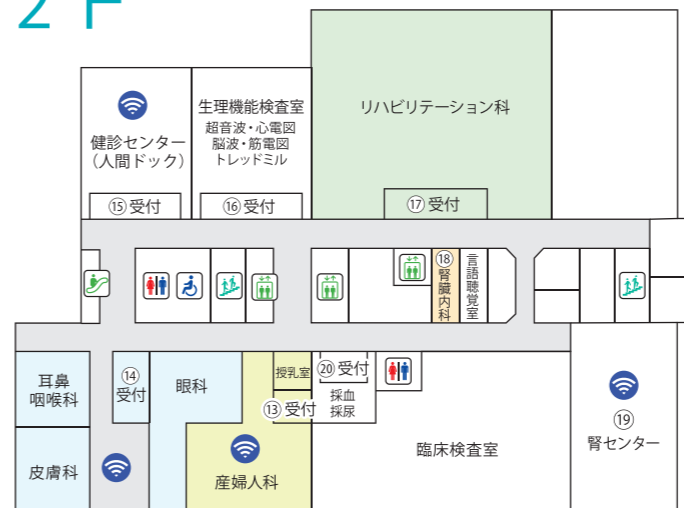 2F
健診センター
(人間ドック)
⑮受付
生理機能検査室
超音波・心電図
脳波・筋電図
トレッドミル
⑯受付
リハビリテーション科
⑰受付
⑱
腎臓内科
言語聴覚室
耳鼻
咽喉科
⑭
受付
眼科
授乳室
⑬受付
⑳受付
採血
採尿
皮膚科
産婦人科
臨床検査室
⑲
腎センター